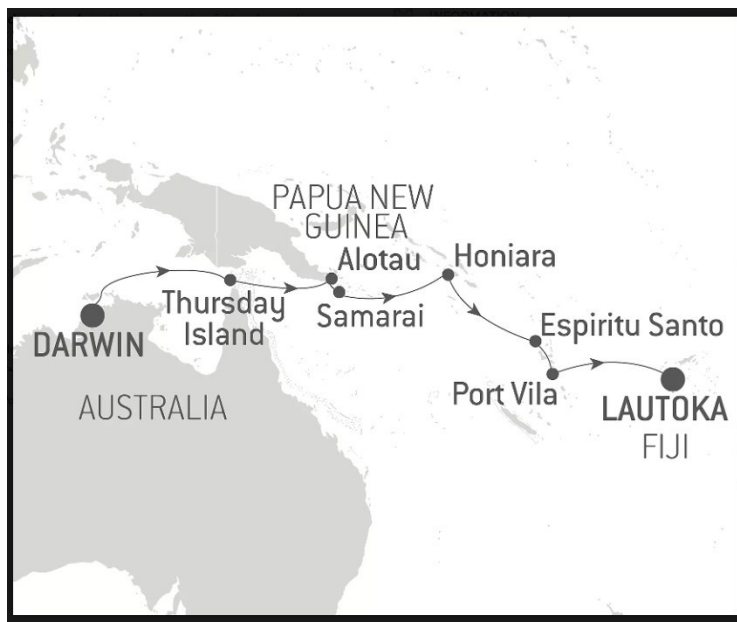 PAPUA NEW
GUINEA
Alotau
Honiara
Thursday
Island
Samarai
DARWIN
Espiritu Santo
Port Vila
AUSTRALIA
LAUTOKA
FIJI